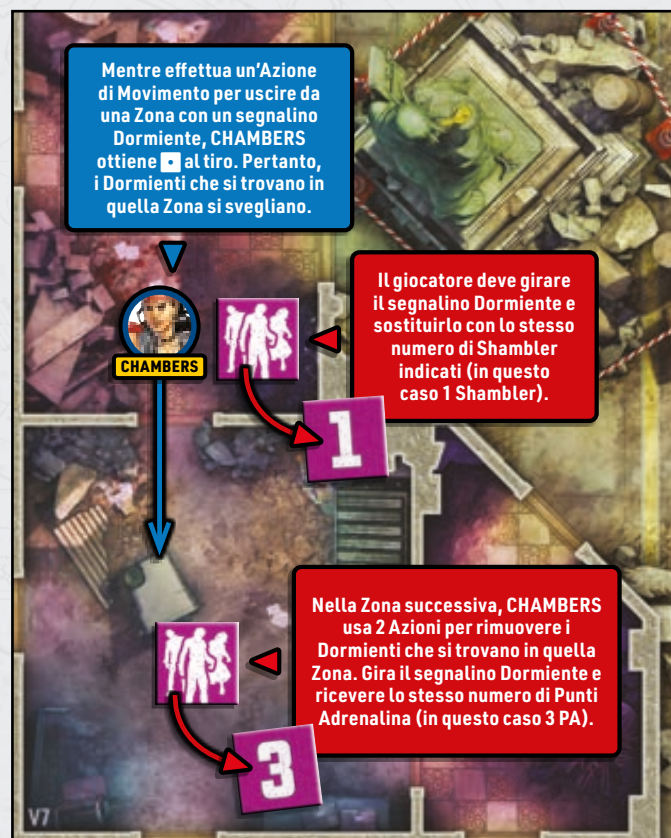 Mentre effettua un'Azione
di Movimento per uscire da
una Zona con un segnalino
Dormiente, CHAMBERS
ottiene ⚀ al tiro. Pertanto,
i Dormienti che si trovano in
quella Zona si svegliano.
CHAMBERS
Il giocatore deve girare
il segnalino Dormiente e
sostituirlo con lo stesso
numero di Shambler
indicati (in questo
caso 1 Shambler).
1
Nella Zona successiva, CHAMBERS
usa 2 Azioni per rimuovere i
Dormienti che si trovano in quella
Zona. Gira il segnalino Dormiente e
ricevere lo stesso numero di Punti
Adrenalina (in questo caso 3 PA).
3
V7